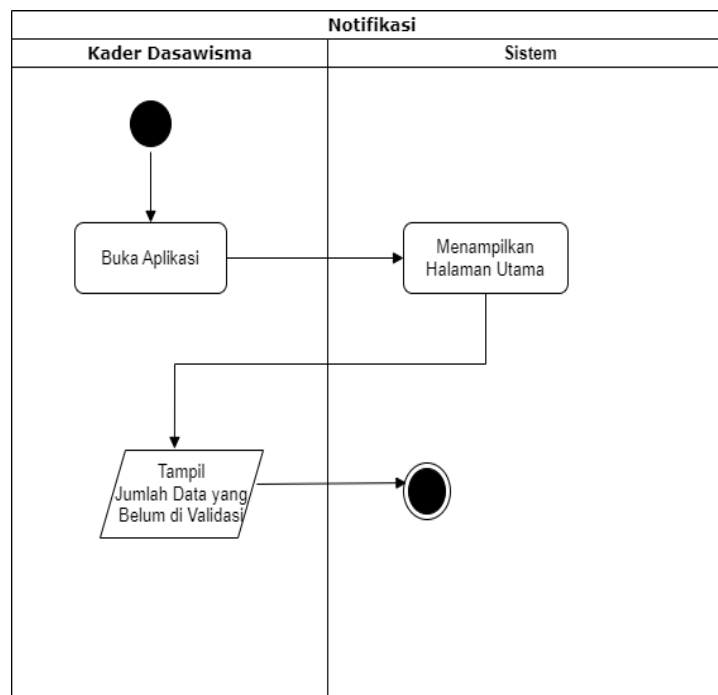 Notifikasi
Kader Dasawisma
Sistem
Buka Aplikasi
Menampilkan
Halaman Utama
Tampil
Jumlah Data yang
Belum di Validasi